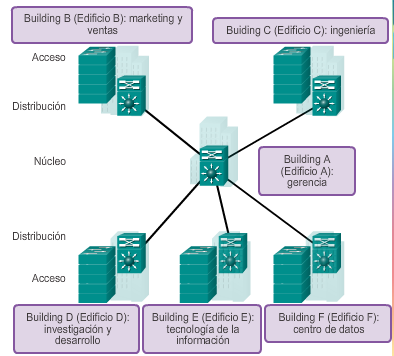 Building B (Edificio B): marketing y
ventas
Building C (Edificio C): ingeniería
Acceso
Distribución
Núcleo
Building A
(Edificio A):
gerencia
Distribución
Acceso
Building D (Edificio D):
investigación y
desarrollo
Building E (Edificio E):
tecnología de la
información
Building F (Edificio F):
centro de datos